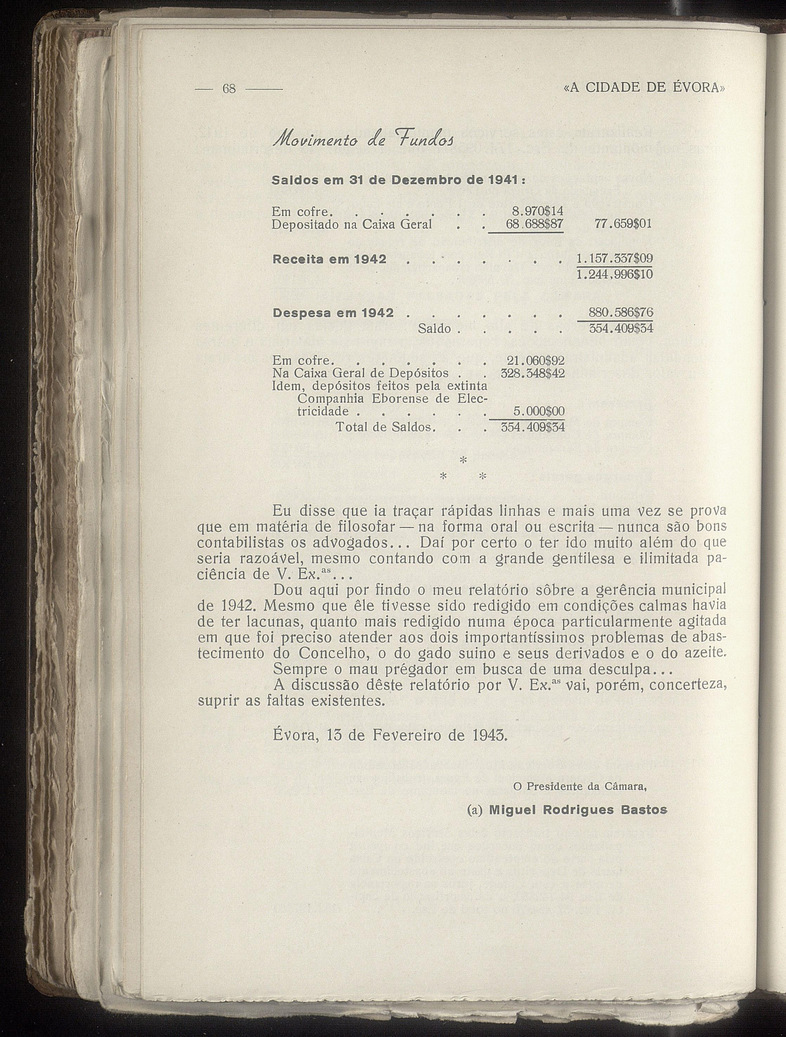 — 68 —— «A CIDADE DE ÉVORA»
Movimento de Fundos
Saldos em 31 de Dezembro de 1941 :
Em cofre. . . . . . . 8.970$14
Depositado na Caixa Geral . . 68.688$87 77.659$01
Receita em 1942 . . . . . . . 1.157.337$09
1.244.996$10
Despesa em 1942 . . . . . . . 880.586$76
Saldo . . . . . 354.409$34
Em cofre. . . . . . . 21.060$92
Na Caixa Geral de Depósitos . . 328.348$42
Idem, depósitos feitos pela extinta
Companhia Eborense de Elec-
tricidade . . . . . . 5.000$00
Total de Saldos. . . 354.409$34
*
* *
Eu disse que ia traçar rápidas linhas e mais uma vez se prova
que em matéria de filosofar — na forma oral ou escrita — nunca são bons
contabilistas os advogados... Daí por certo o ter ido muito além do que
seria razoável, mesmo contando com a grande gentilesa e ilimitada pa-
ciência de V. Ex.as...
Dou aqui por findo o meu relatório sôbre a gerência municipal
de 1942. Mesmo que êle tivesse sido redigido em condições calmas havia
de ter lacunas, quanto mais redigido numa época particularmente agitada
em que foi preciso atender aos dois importantíssimos problemas de abas-
tecimento do Concelho, o do gado suino e seus derivados e o do azeite.
Sempre o mau prégador em busca de uma desculpa...
A discussão dêste relatório por V. Ex.as vai, porém, concerteza,
suprir as faltas existentes.
Évora, 13 de Fevereiro de 1943.
O Presidente da Câmara,
(a) Miguel Rodrigues Bastos